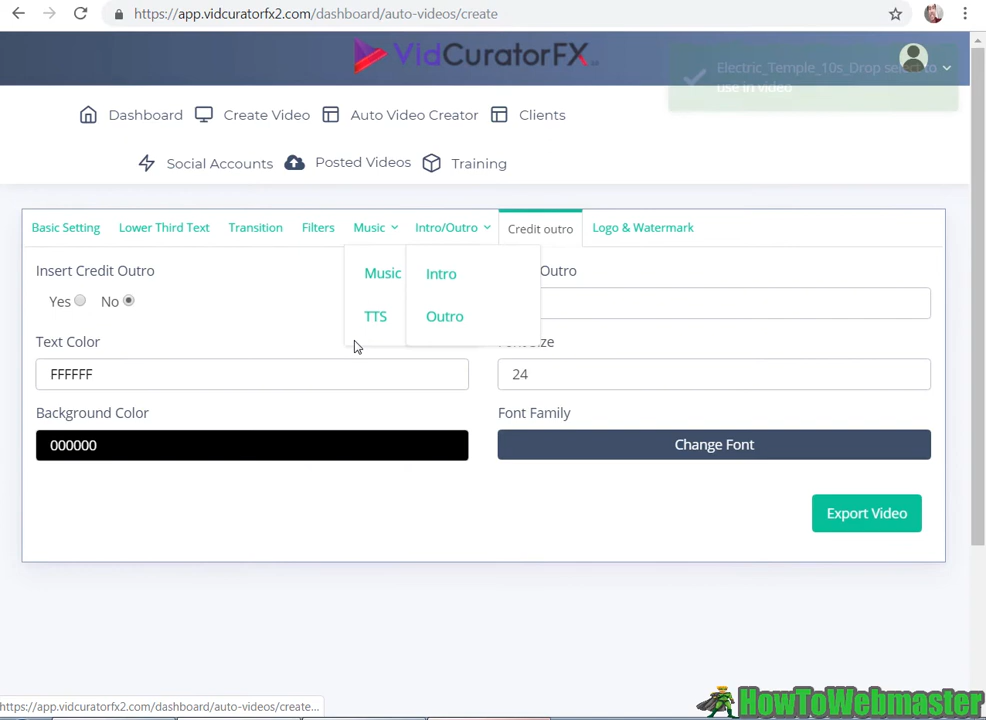 https://app.vidcuratorfx2.com/dashboard/auto-videos/create
VidCuratorFX
Electric_Temple_10s_Drop select to
use in video
Dashboard Create Video Auto Video Creator Clients
Social Accounts Posted Videos Training
Basic Setting Lower Third Text Transition Filters Music Intro/Outro Credit outro Logo & Watermark
Insert Credit Outro Outro
Music Intro
Yes No
TTS Outro
Text Color Size
FFFFFF 24
Background Color Font Family
000000 Change Font
Export Video
https://app.vidcuratorfx2.com/dashboard/auto-videos/create...
HowToWebmaster